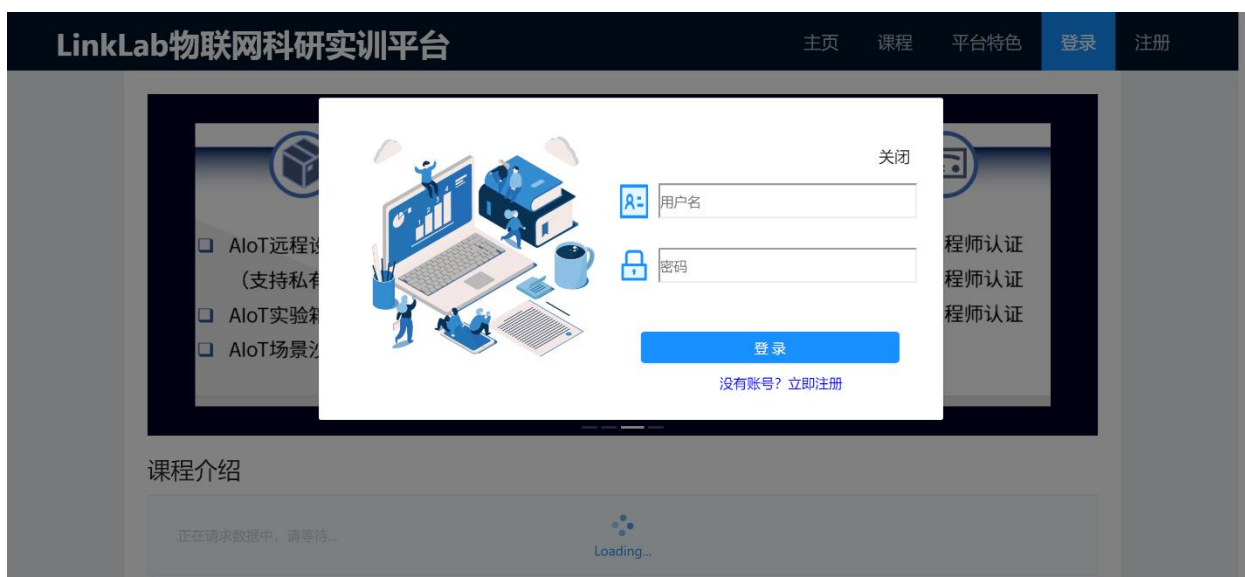 LinkLab物联网科研实训平台
主页 课程 平台特色 登录 注册
关闭
用户名
密码
登 录
没有账号？立即注册
AIoT远程
（支持私有
AIoT实验
AIoT场景
程师认证
程师认证
程师认证
课程介绍
正在请求数据中，请等待...
Loading...